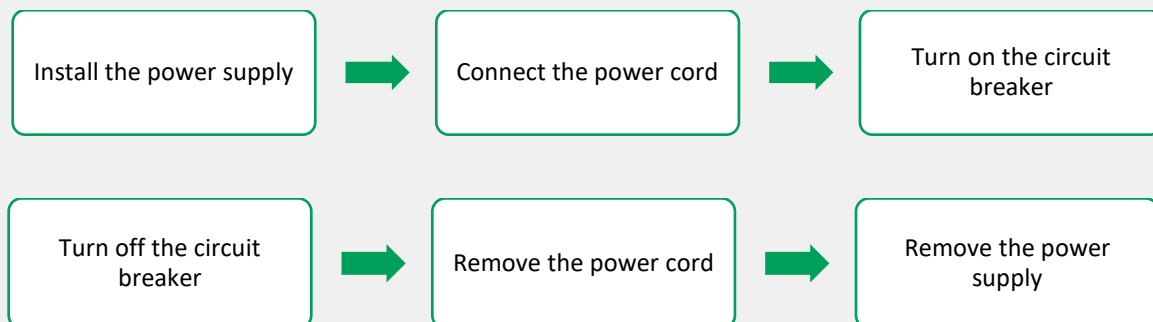 Install the power supply
Connect the power cord
Turn on the circuit
breaker
Turn off the circuit
breaker
Remove the power cord
Remove the power
supply